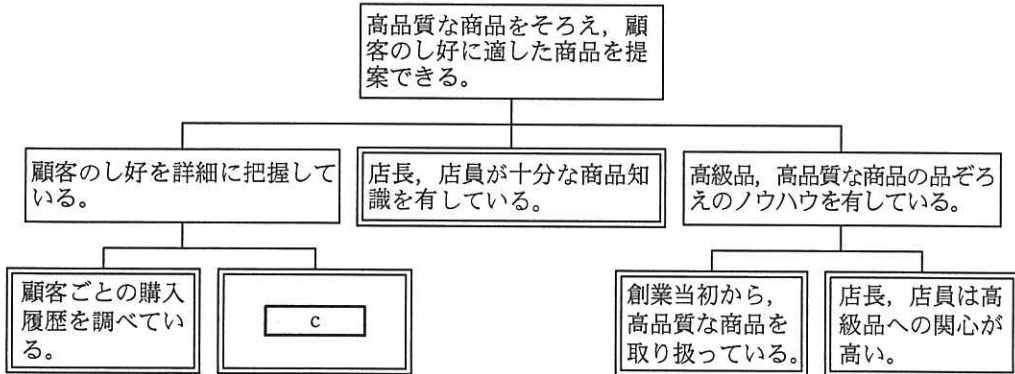 高品質な商品をそろえ，顧
客のし好に適した商品を提
案できる。
顧客のし好を詳細に把握して
いる。
店長，店員が十分な商品知
識を有している。
高級品，高品質な商品の品ぞろ
えのノウハウを有している。
顧客ごとの購入
履歴を調べてい
る。
c
創業当初から，
高品質な商品を
取り扱っている。
店長，店員は高
級品への関心が
高い。